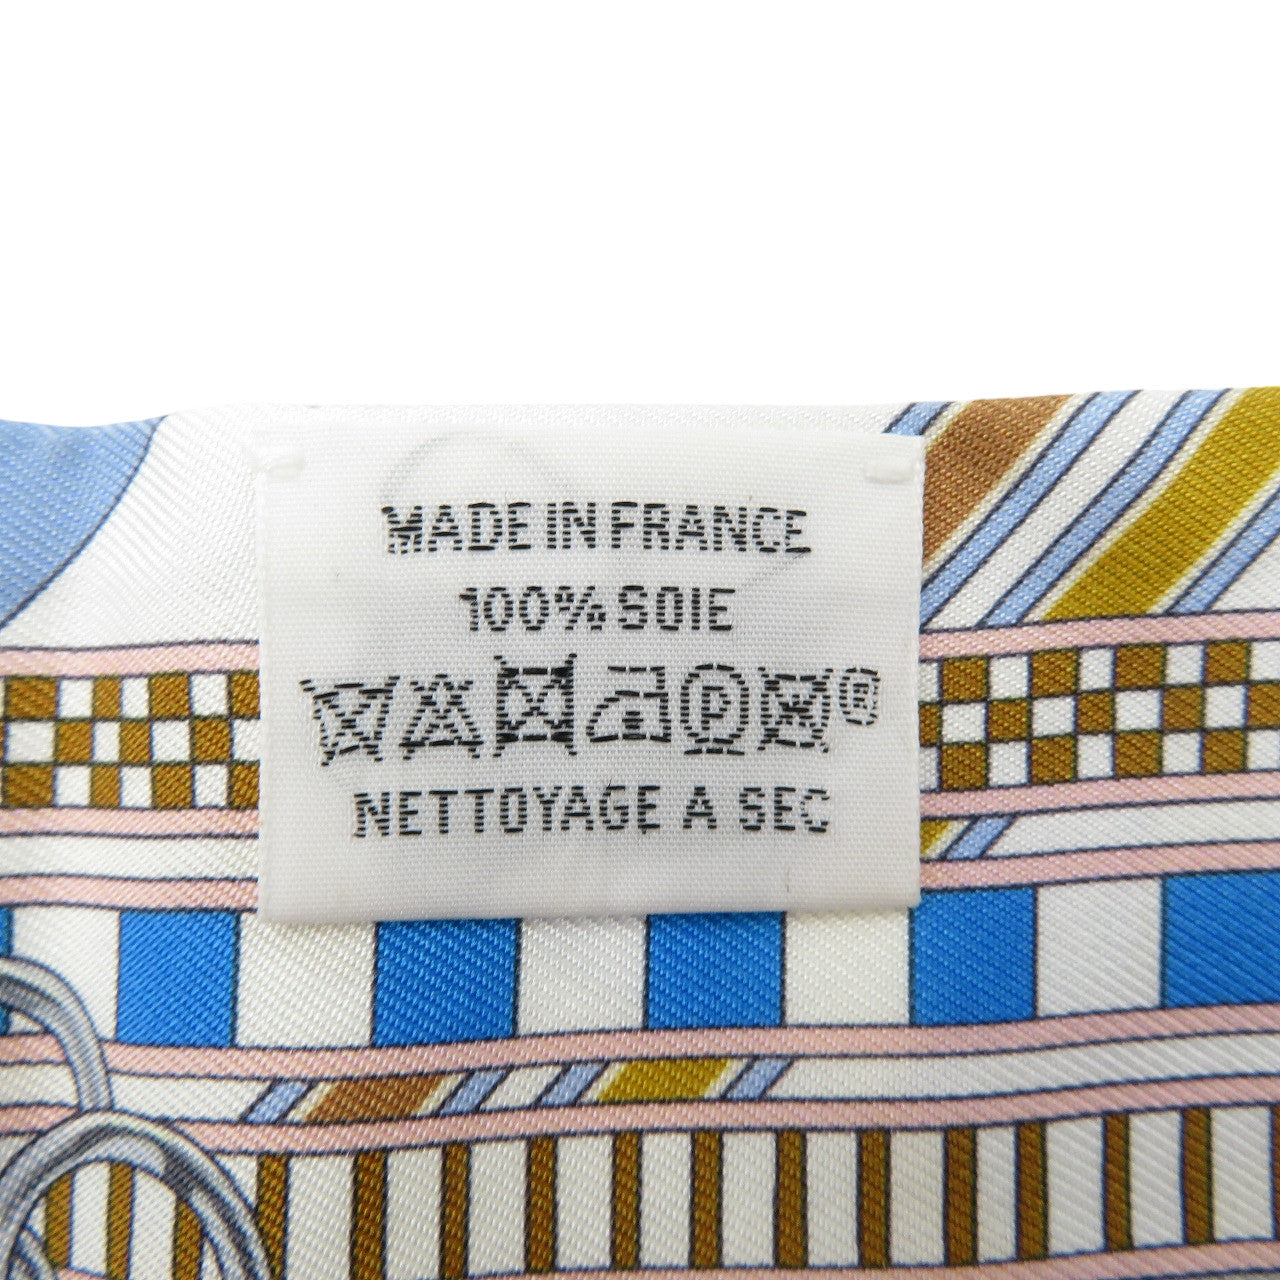 MADE IN FRANCE
100% SOIE
P ®
NETTOYAGE A SEC